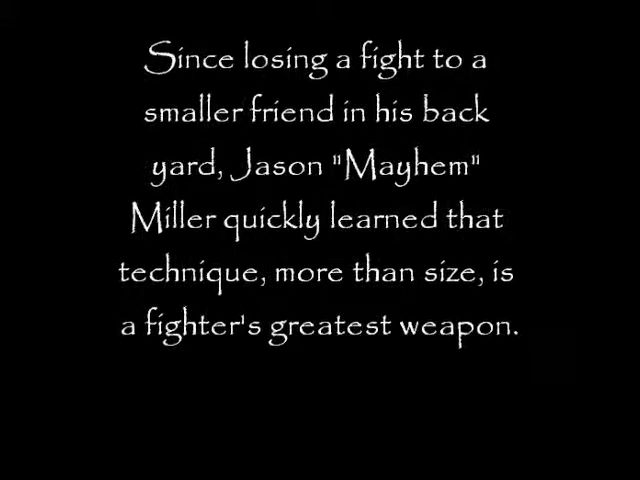 Since losing a fight to a
smaller friend in his back
yard, Jason "Mayhem"
Miller quickly learned that
technique, more than size, is
a fighter's greatest weapon.